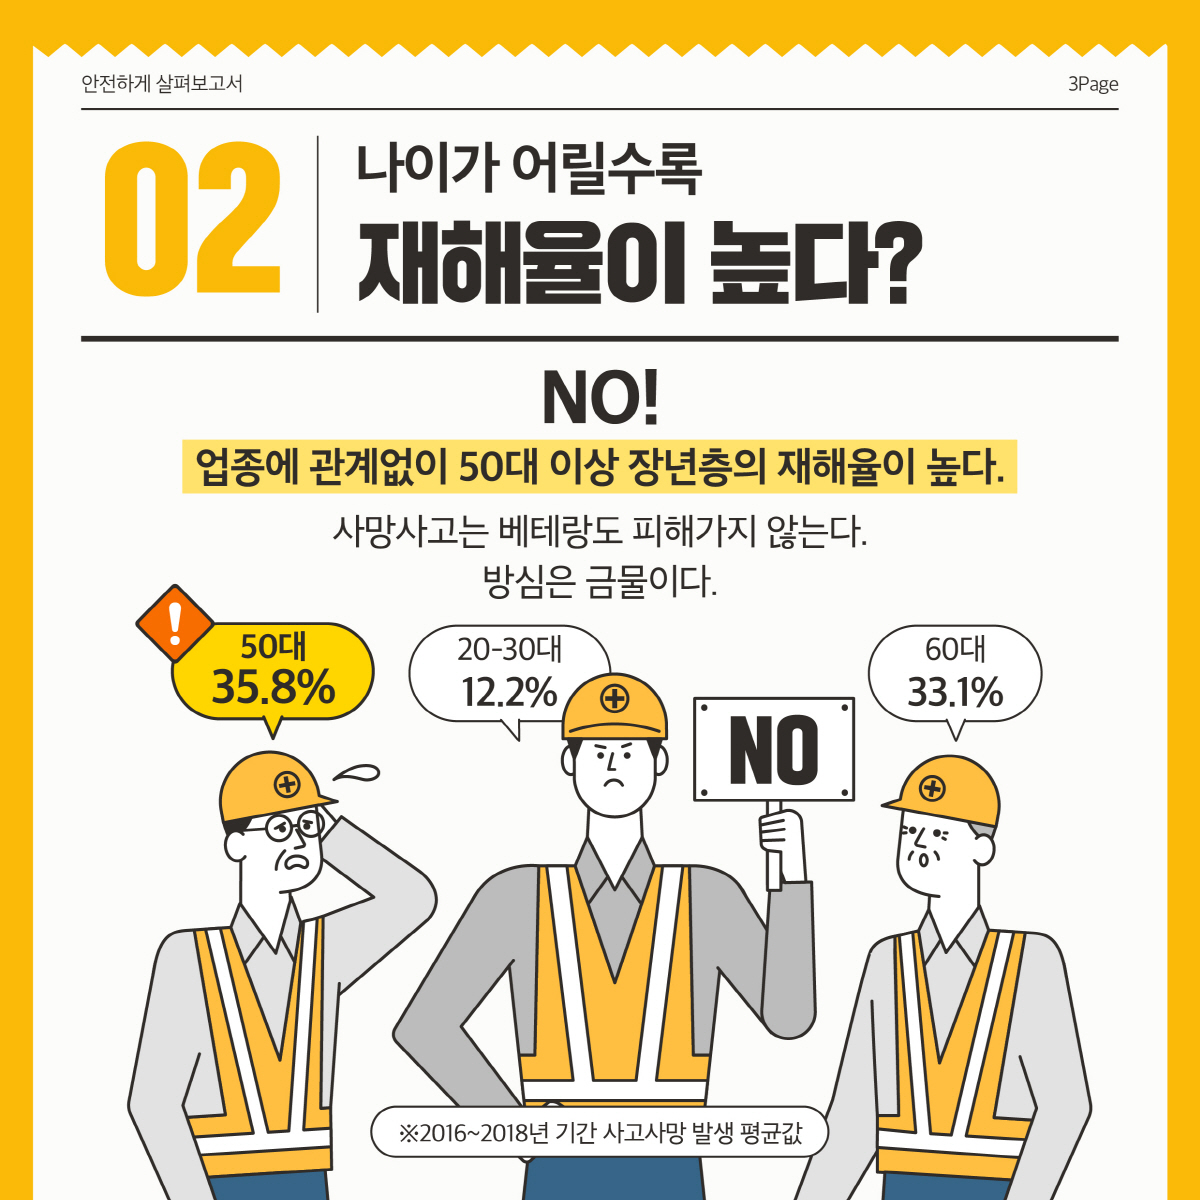 안전하게 살펴보고서
3Page
02
나이가 어릴수록
재해율이 높다?
NO!
업종에 관계없이 50대 이상 장년층의 재해율이 높다.
사망사고는 베테랑도 피해가지 않는다.
방심은 금물이다.
!
50대
35.8%
20-30대
12.2%
NO
60대
33.1%
※2016~2018년 기간 사고사망 발생 평균값